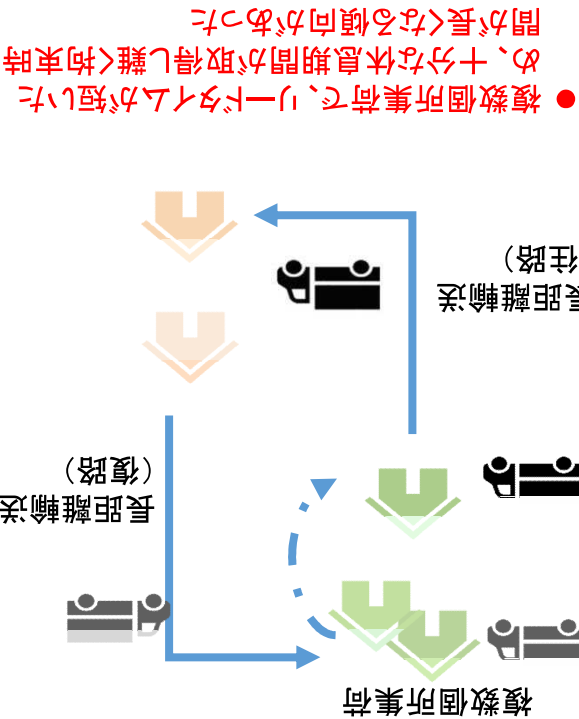 複数個所集荷
長距離輸送
（復路）
長距離輸送
往路）
● 複数個所集荷で、リードタイムが短いた
め、十分な休息期間が取得し難く拘束時
間が長くなる傾向があった